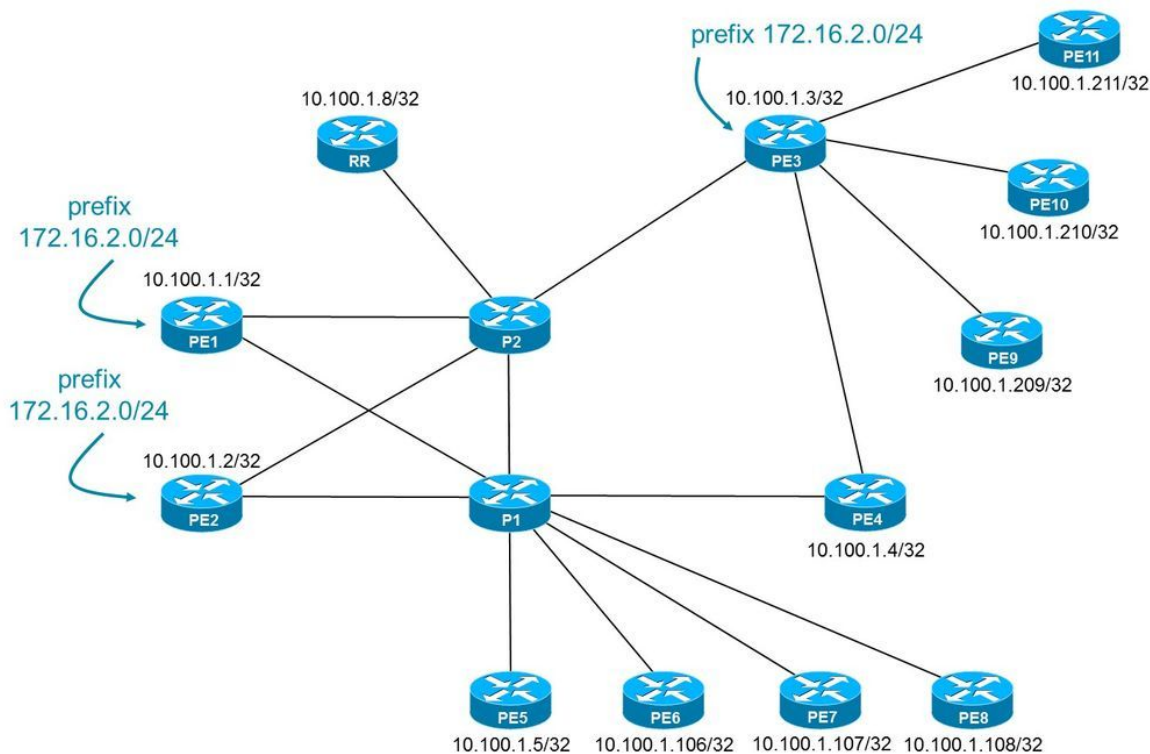 prefix 172.16.2.0/24
PE11
10.100.1.211/32
10.100.1.8/32
10.100.1.3/32
RR
PE3
PE10
10.100.1.210/32
prefix
172.16.2.0/24
10.100.1.1/32
PE1
P2
PE9
10.100.1.209/32
prefix
172.16.2.0/24
10.100.1.2/32
PE2
P1
PE4
10.100.1.4/32
PE5
PE6
PE7
PE8
10.100.1.5/32
10.100.1.106/32
10.100.1.107/32
10.100.1.108/32